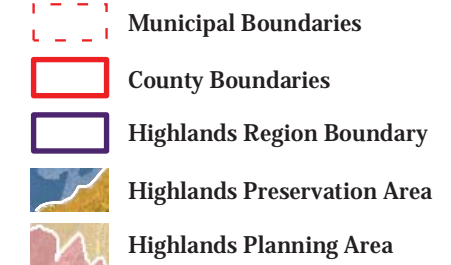 Municipal Boundaries
County Boundaries
Highlands Region Boundary
Highlands Preservation Area
Highlands Planning Area